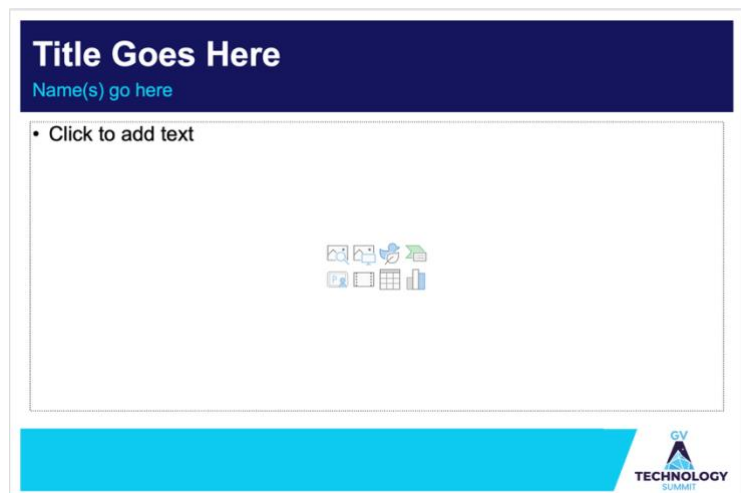 Title Goes Here
Name(s) go here
• Click to add text
GV
TECHNOLOGY
SUMMIT